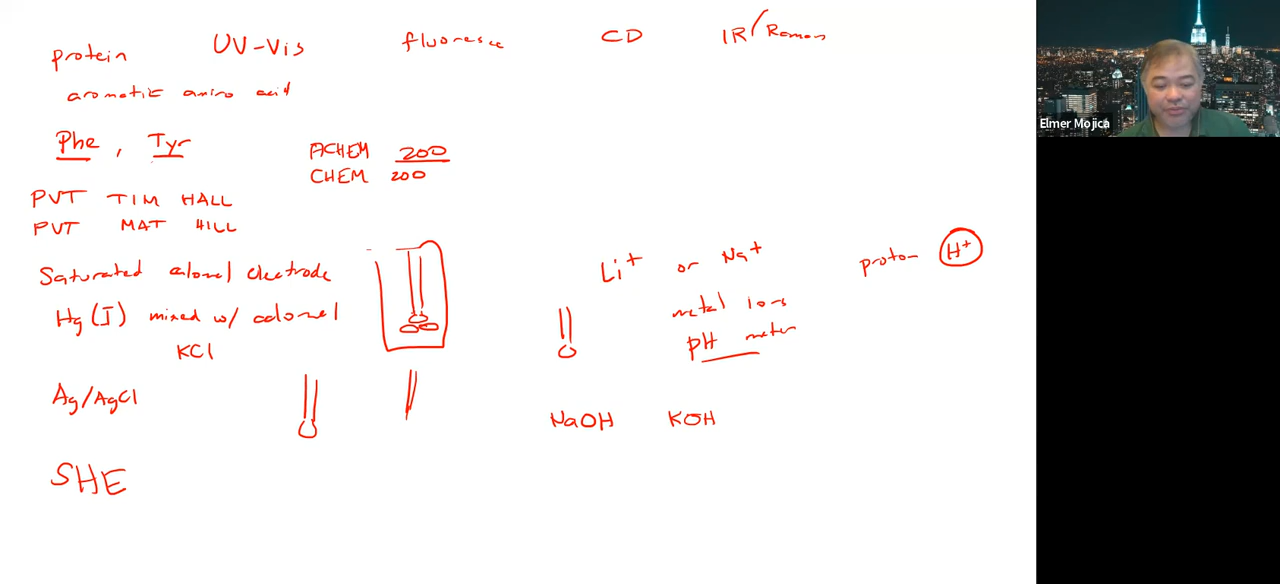 protein UV-Vis fluoresce CD IR/Raman
aromatic amino acid
Phe, Tyr
ACHEM 200
CHEM 200
PVT TIM HALL
PVT MAT HILL
Saturated calomel electrode
Hg(I) mixed w/ calomel
KCl
Li+ or Na+
metal ions
pH meter
proton H+
Ag/AgCl
NaOH KOH
SHE
Elmer Mojica